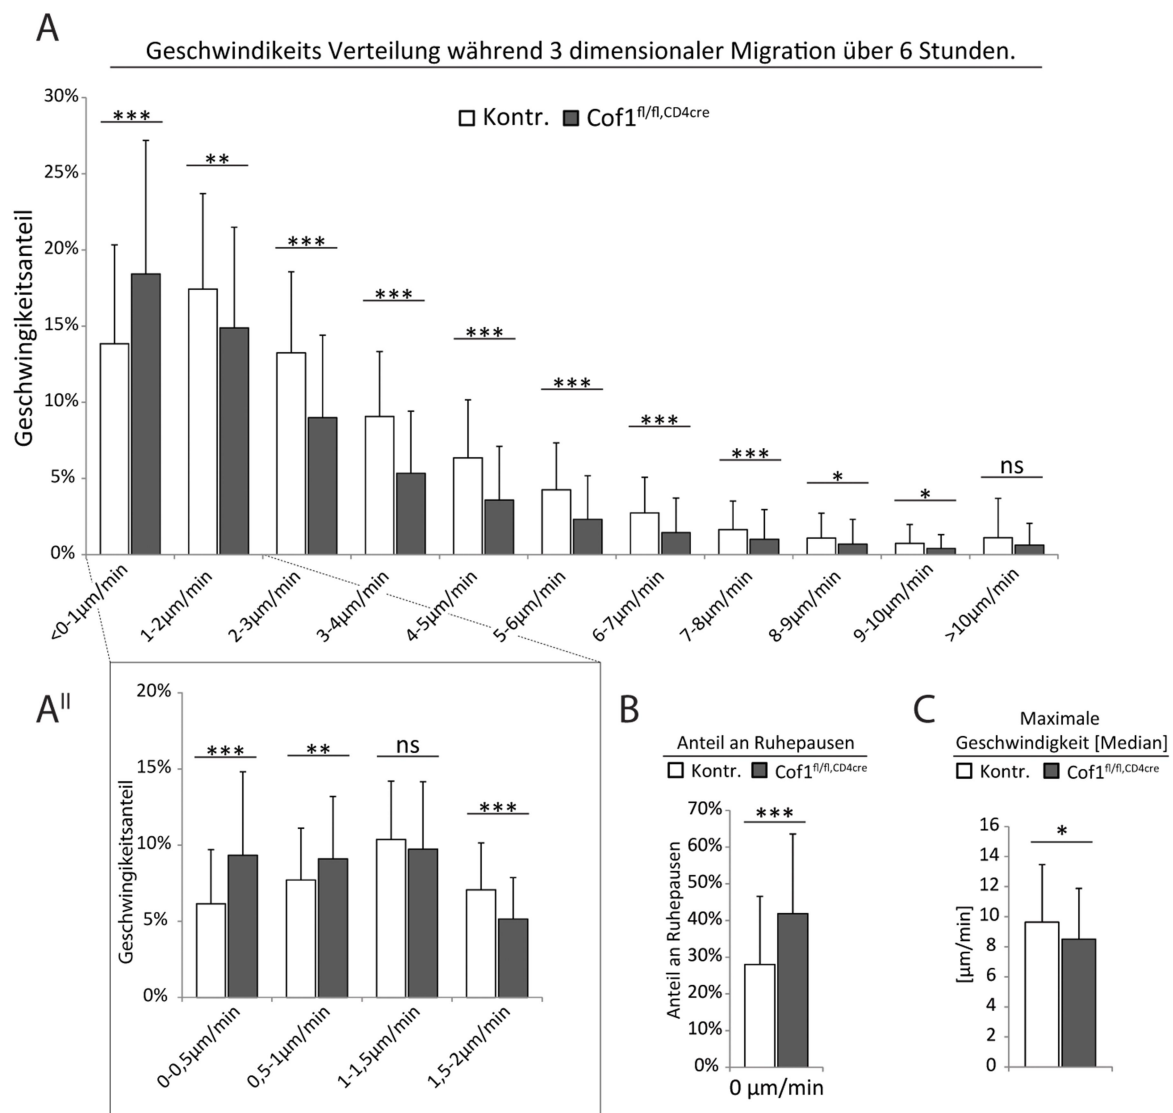 A
Geschwindikeits Verteilung während 3 dimensionaler Migration über 6 Stunden.
Kontr. Cof1fl/fl,CD4cre
Geschwingikeitsanteil
30%
25%
20%
15%
10%
5%
0%
*** ** *** *** *** *** *** *** * * ns
<0-1µm/min
1-2µm/min
2-3µm/min
3-4µm/min
4-5µm/min
5-6µm/min
6-7µm/min
7-8µm/min
8-9µm/min
9-10µm/min
>10µm/min
AII
Geschwingikeitsanteil
20%
15%
10%
5%
0%
*** ** ns ***
0-0,5µm/min
0,5-1µm/min
1-1,5µm/min
1,5-2µm/min
B
Anteil an Ruhepausen
Kontr. Cof1fl/fl,CD4cre
Anteil an Ruhepausen
70%
60%
50%
40%
30%
20%
10%
0%
***
0 µm/min
C
Maximale
Geschwindigkeit [Median]
Kontr. Cof1fl/fl,CD4cre
[µm/min]
16
14
12
10
8
6
4
2
0
*